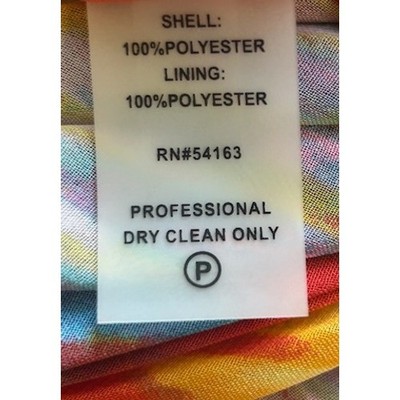 SHELL:
100%POLYESTER
LINING:
100%POLYESTER
RN#54163
PROFESSIONAL
DRY CLEAN ONLY
P